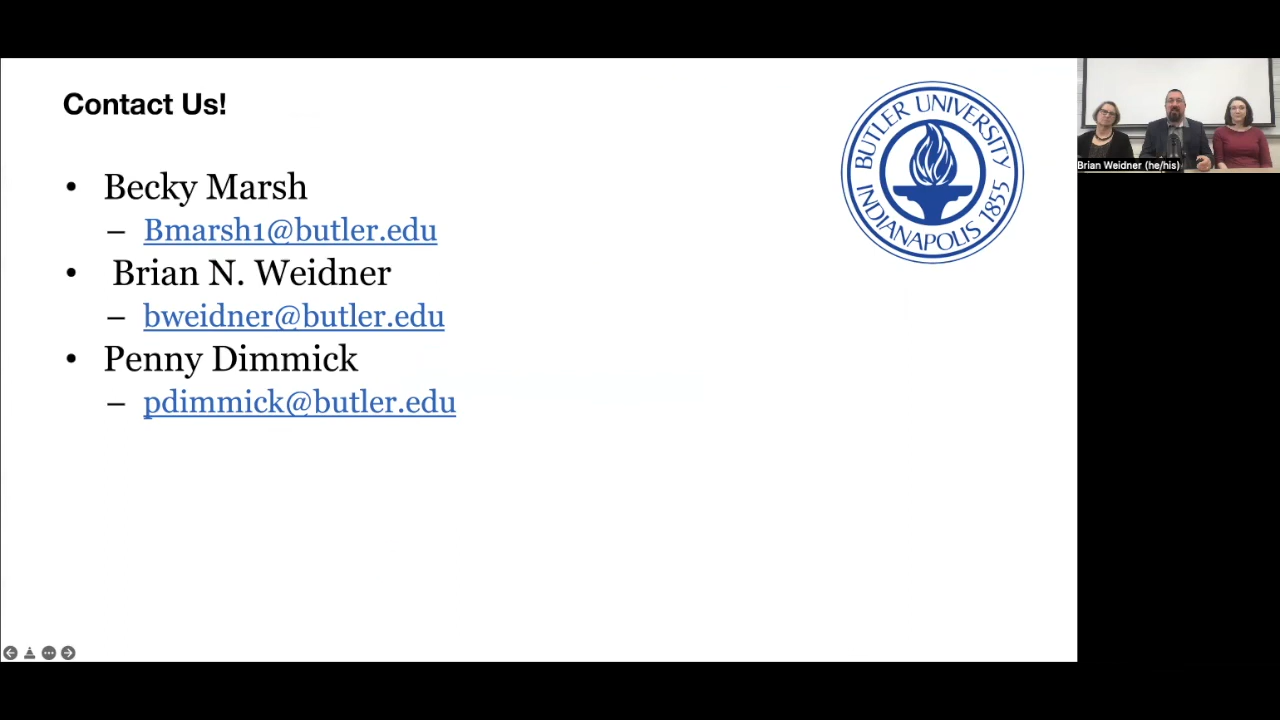 Contact Us!
• Becky Marsh
– Bmarsh1@butler.edu
• Brian N. Weidner
– bweidner@butler.edu
• Penny Dimmick
– pdimmick@butler.edu
BUTLER UNIVERSITY
INDIANAPOLIS 1855
Brian Weidner (he/his)